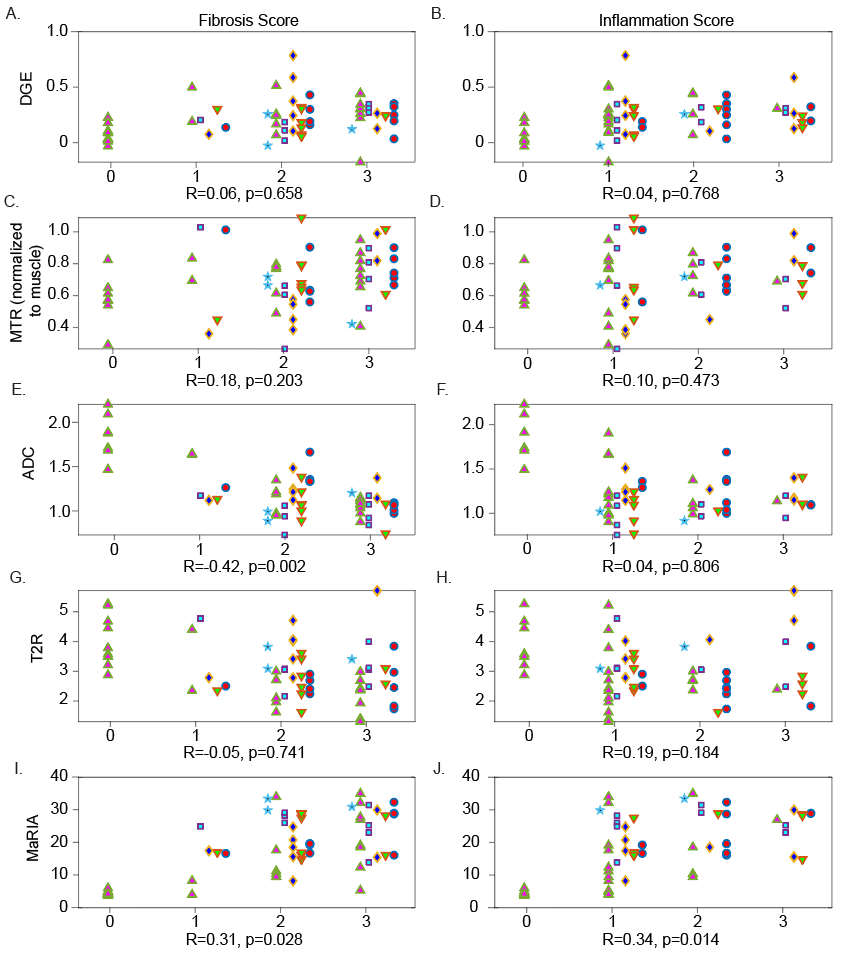 A.
Fibrosis Score
B.
Inflammation Score
DGE
1.0
0.5
0
0 1 2 3
R=0.06, p=0.658
1.0
0.5
0
0 1 2 3
R=0.04, p=0.768
C.
D.
MTR (normalized
to muscle)
1.0
0.8
0.6
0.4
0 1 2 3
R=0.18, p=0.203
1.0
0.8
0.6
0.4
0 1 2 3
R=0.10, p=0.473
E.
F.
ADC
2.0
1.5
1.0
0 1 2 3
R=-0.42, p=0.002
2.0
1.5
1.0
0 1 2 3
R=0.04, p=0.806
G.
H.
T2R
5
4
3
2
0 1 2 3
R=-0.05, p=0.741
5
4
3
2
0 1 2 3
R=0.19, p=0.184
I.
J.
MaRIA
40
30
20
10
0
0 1 2 3
R=0.31, p=0.028
40
30
20
10
0
0 1 2 3
R=0.34, p=0.014